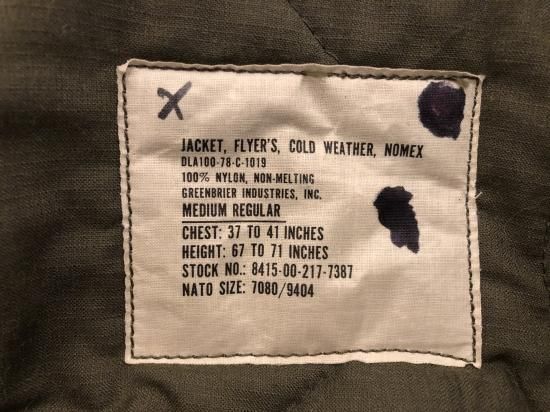 X
JACKET, FLYER'S, COLD WEATHER, NOMEX
DLA100-78-C-1019
100% NYLON, NON-MELTING
GREENBRIER INDUSTRIES, INC.
MEDIUM REGULAR
CHEST: 37 TO 41 INCHES
HEIGHT: 67 TO 71 INCHES
STOCK NO.: 8415-00-217-7387
NATO SIZE: 7080/9404